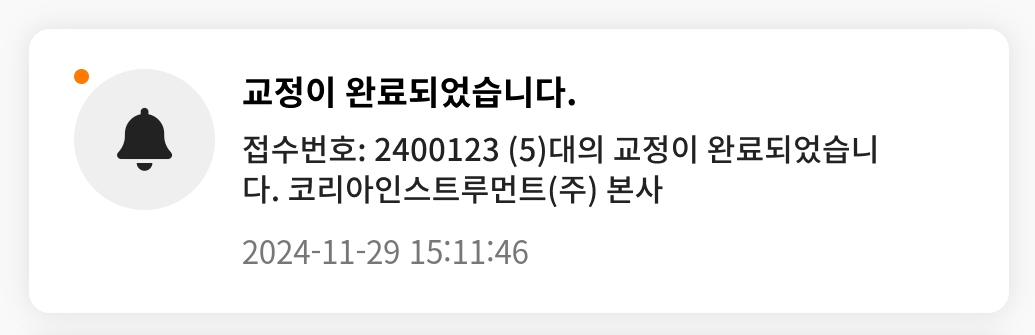 교정이 완료되었습니다.
접수번호: 2400123 (5)대의 교정이 완료되었습니
다. 코리아인스트루먼트(주) 본사
2024-11-29 15:11:46